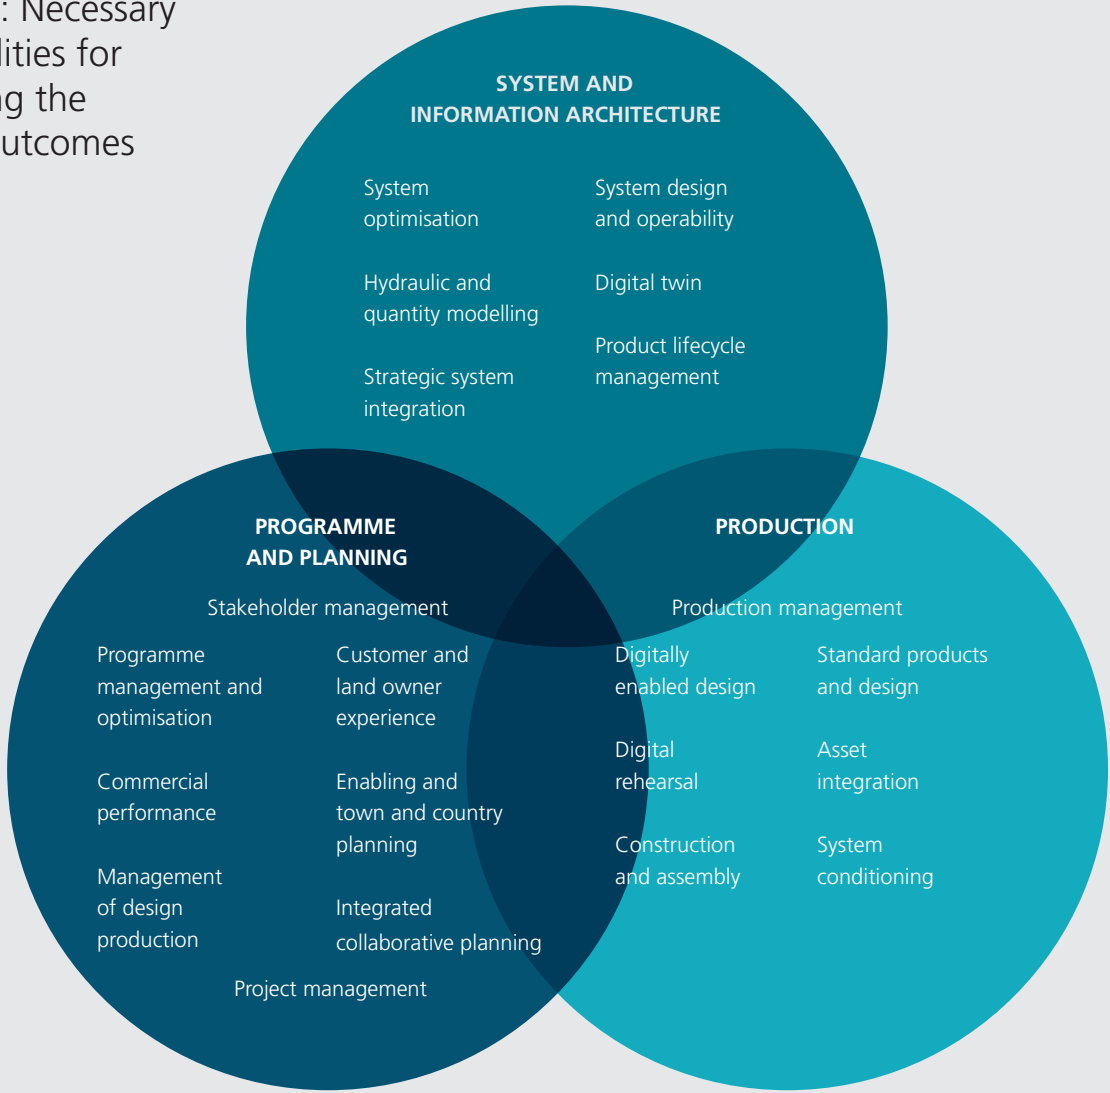 : Necessary
lities for
ng the
utcomes
SYSTEM AND
INFORMATION ARCHITECTURE
System
optimisation
Hydraulic and
quantity modelling
Strategic system
integration
System design
and operability
Digital twin
Product lifecycle
management
PROGRAMME
AND PLANNING
Stakeholder management
Programme
management and
optimisation
Commercial
performance
Management
of design
production
Customer and
land owner
experience
Enabling and
town and country
planning
Integrated
collaborative planning
Project management
PRODUCTION
Production management
Digitally
enabled design
Digital
rehearsal
Construction
and assembly
Standard products
and design
Asset
integration
System
conditioning